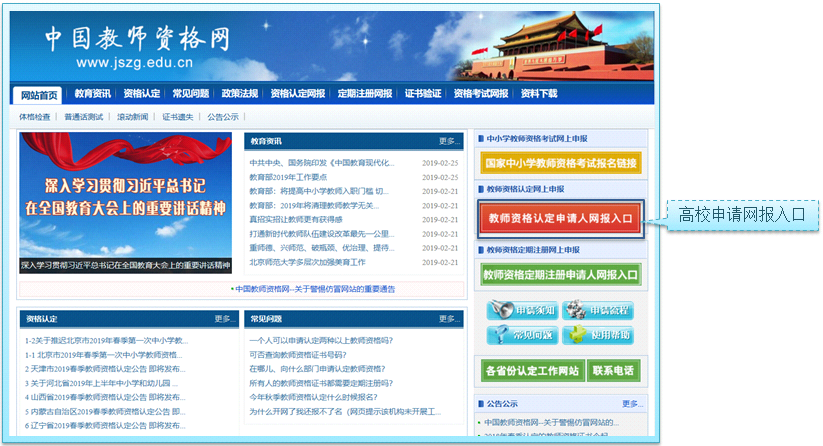 中国教师资格网
www.jszg.edu.cn
网站首页 教育资讯 资格认定 常见问题 政策法规 资格认定网报 定期注册网报 证书验证 资格考试网报 资料下载
体格检查 普通话测试 滚动新闻 证书遗失 公告公示
深入学习贯彻习近平总书记
在全国教育大会上的重要讲话精神
深入学习贯彻习近平总书记在全国教育大会上的重要讲话精神
教育资讯 更多...
中共中央、国务院印发《中国教育现代化... 2019-02-25
教育部2019年工作要点 2019-02-25
教育部：将提高中小学教师入职门槛 切... 2019-02-21
教育部：2019年将清理教师教学无关... 2019-02-21
真招实招让教师更有获得感 2019-02-21
打通新时代教师队伍建设改革最先一公里... 2019-02-21
重师德、兴师范、破瓶颈、优治理、提待... 2019-02-21
北京师范大学多层次加强美育工作 2019-02-21
中国教师资格网--关于警惕仿冒网站的重要通告
资格认定 更多...
1-2关于推迟北京市2019年春季第一次中小学教...
1-1 北京市2019年春季第一次中小学教师资格...
2 天津市2019春季教师资格认定公告 即将发布...
3 关于河北省2019年上半年中小学和幼儿园 ...
4 山西省2019春季教师资格认定公告 即将发布...
5 内蒙古自治区2019春季教师资格认定公告 即...
6 辽宁省2019春季教师资格认定公告 即将发布...
常见问题 更多...
一个人可以申请认定两种以上教师资格吗?
可否查询教师资格证书号码?
在哪儿、向什么部门申请认定教师资格?
所有人的教师资格证书都需要定期注册吗?
今年秋季教师资格认定什么时候报名?
为什么开网了我还报不了名（网页提示该机构未开展工...
中小学教师资格考试网上申报
国家中小学教师资格考试报名链接
教师资格认定网上申报
教师资格认定申请人网报入口
高校申请网报入口
教师资格定期注册网上申报
教师资格定期注册申请人网报入口
申请须知 申请流程
常见问题 使用帮助
各省份认定工作网站 联系电话
公告公示 更多...
中国教师资格网--关于警惕仿冒网站的...